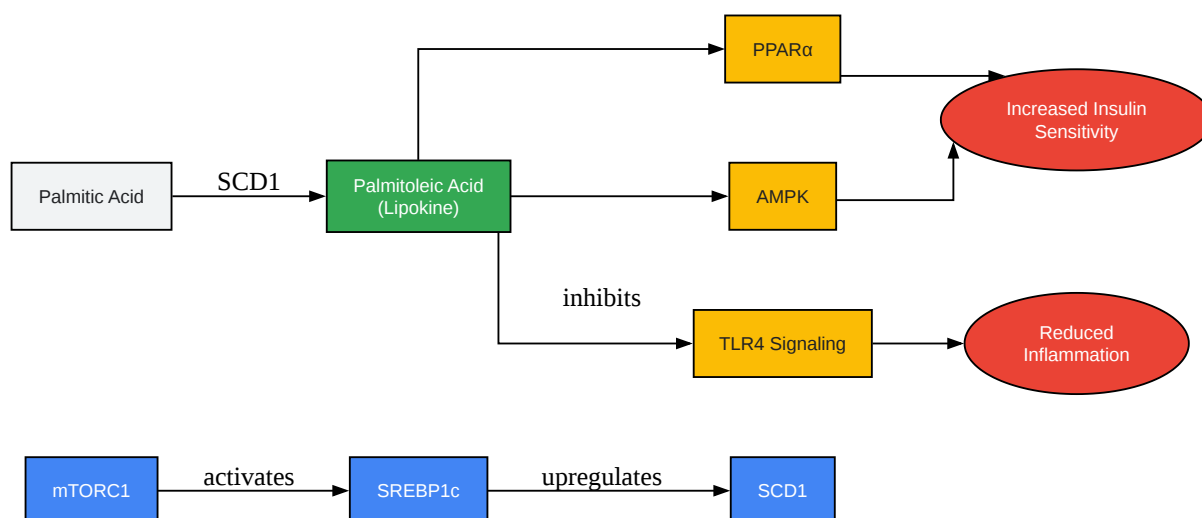 PPARα
Increased Insulin
Sensitivity
Palmitic Acid
SCD1
Palmitoleic Acid
(Lipokine)
AMPK
inhibits
TLR4 Signaling
Reduced
Inflammation
mTORC1
activates
SREBP1c
upregulates
SCD1